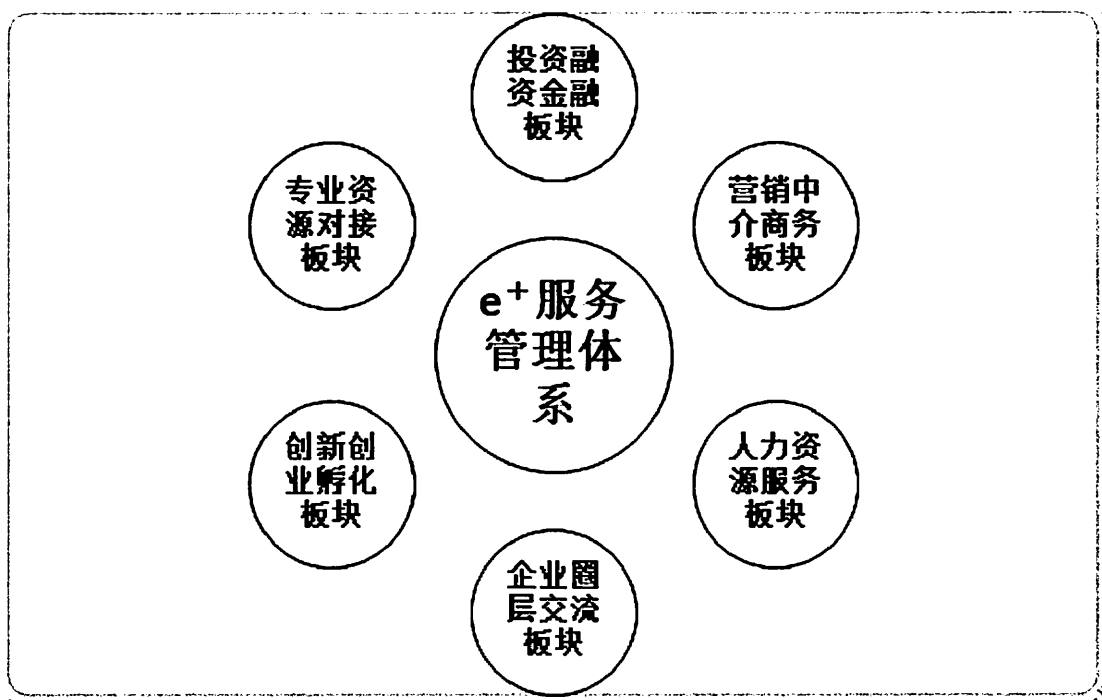 投资融
资金融
板块
专业资
源对接
板块
营销中
介商务
板块
e⁺服务
管理体
系
创新创
业孵化
板块
人力资
源服务
板块
企业圈
层交流
板块